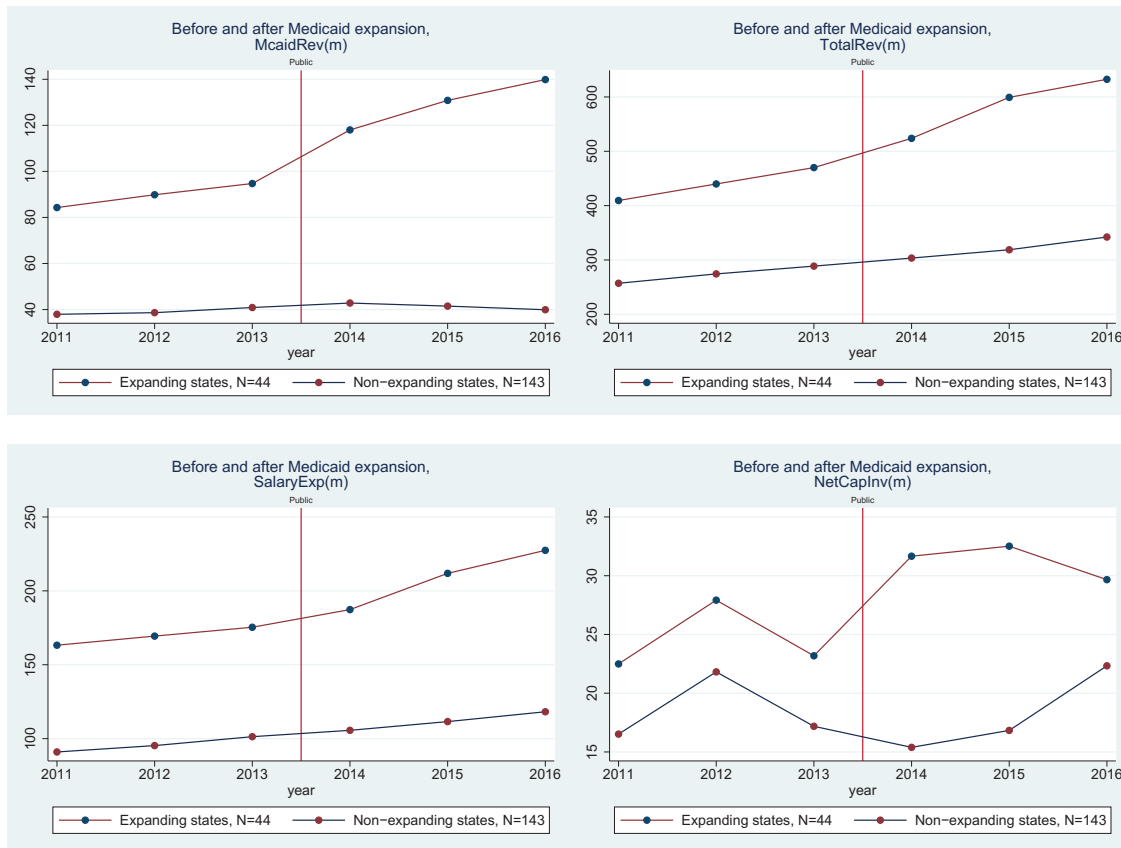 Before and after Medicaid expansion,
McaidRev(m)
Public
140
120
100
80
60
40
2011 2012 2013 2014 2015 2016
year
Expanding states, N=44 Non−expanding states, N=143
Before and after Medicaid expansion,
TotalRev(m)
Public
600
500
400
300
200
2011 2012 2013 2014 2015 2016
year
Expanding states, N=44 Non−expanding states, N=143
Before and after Medicaid expansion,
SalaryExp(m)
Public
250
200
150
100
2011 2012 2013 2014 2015 2016
year
Expanding states, N=44 Non−expanding states, N=143
Before and after Medicaid expansion,
NetCapInv(m)
Public
35
30
25
20
15
2011 2012 2013 2014 2015 2016
year
Expanding states, N=44 Non−expanding states, N=143